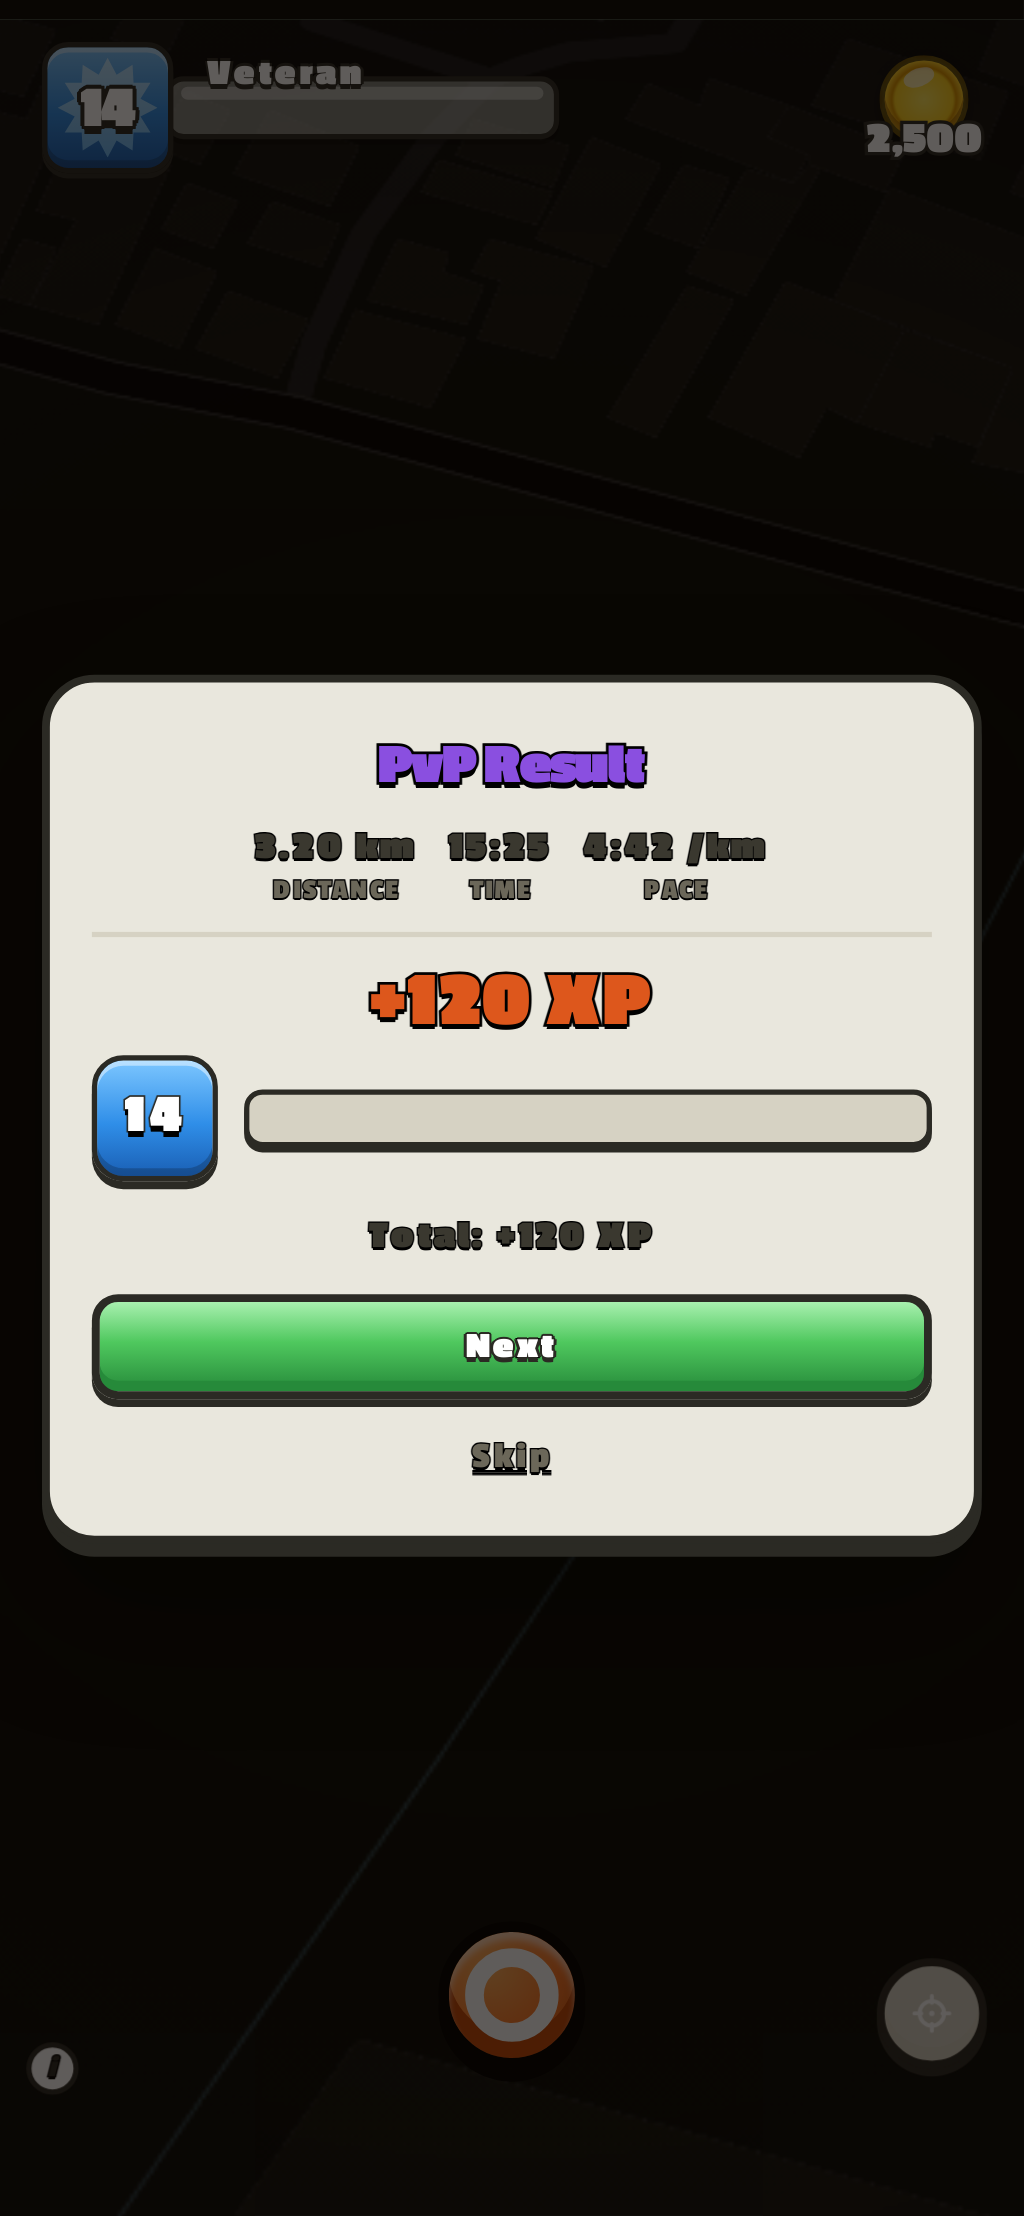 Veteran
14
2,500
PvP Result
3.20 km 15:25 4:42 /km
DISTANCE TIME PACE
+120 XP
14
Total: +120 XP
Next
Skip